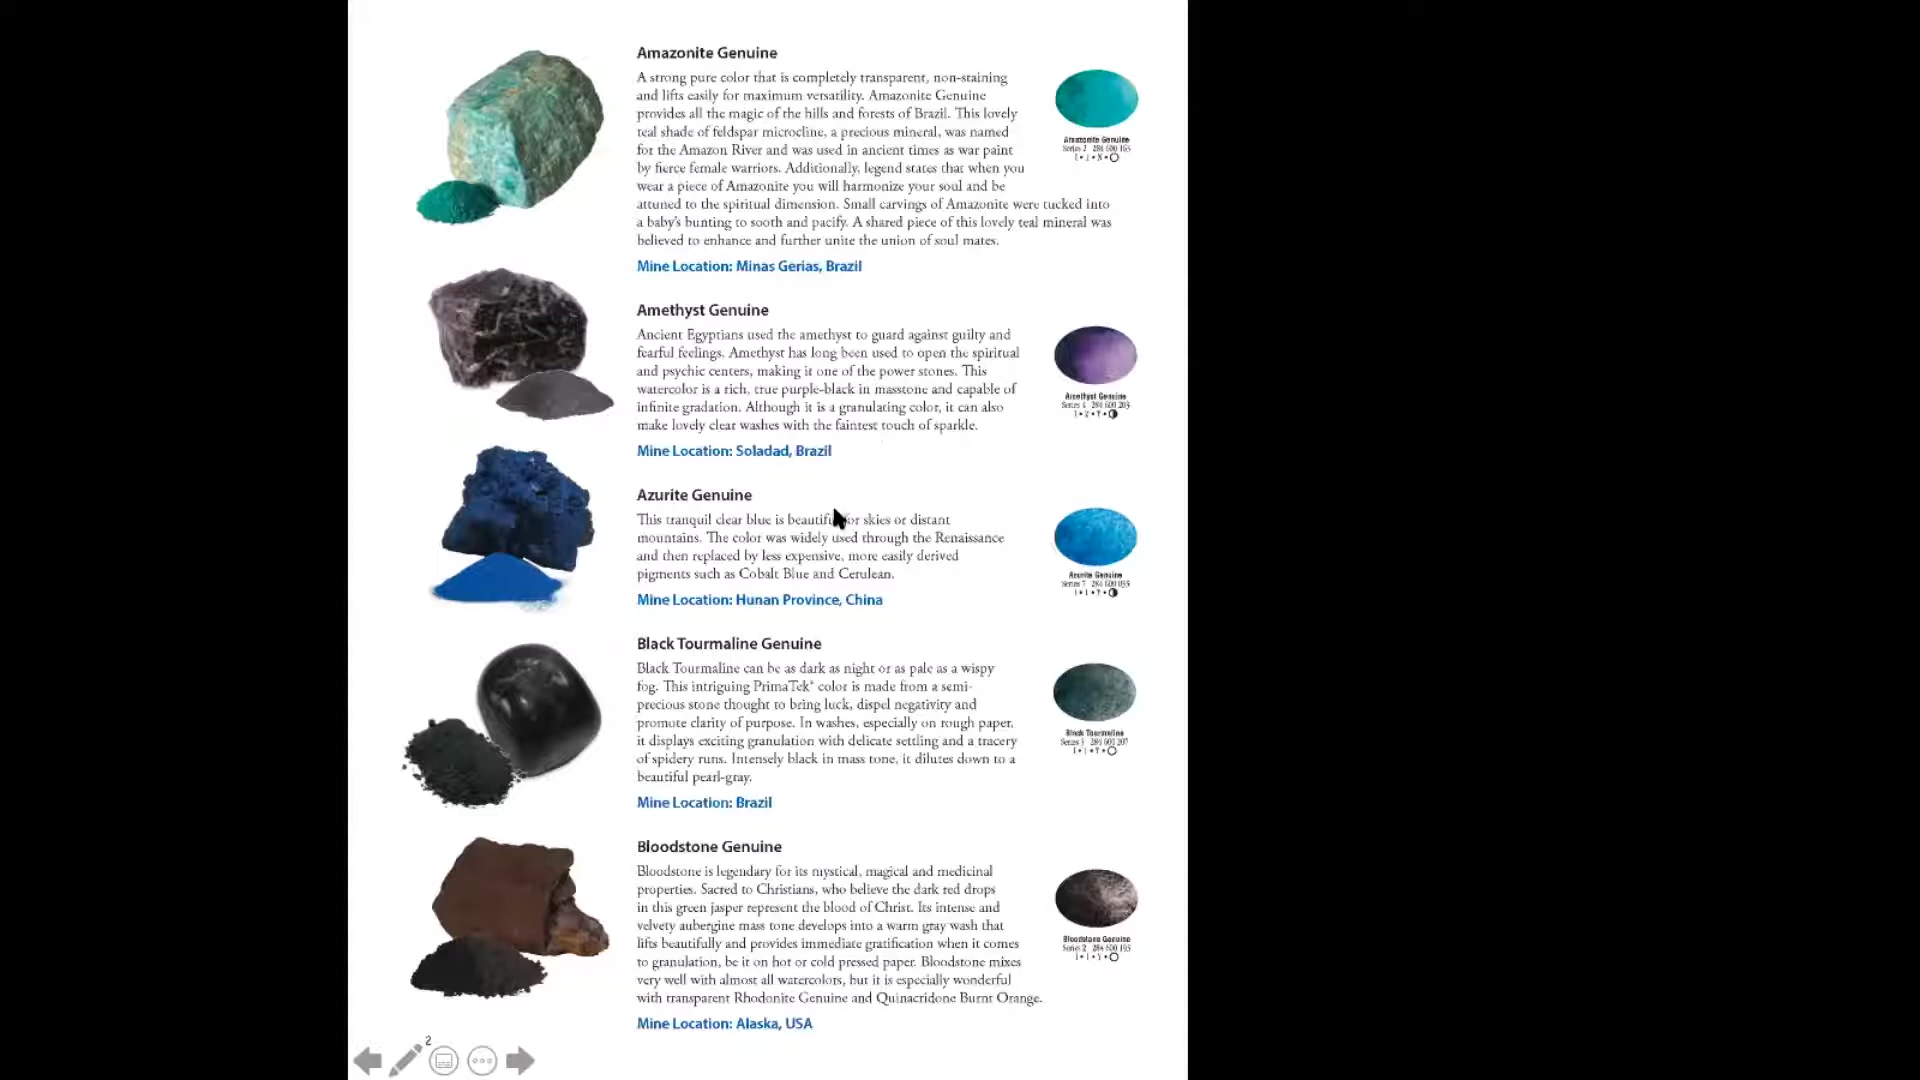 Amazonite Genuine
A strong pure color that is completely transparent, non-staining
and lifts easily for maximum versatility. Amazonite Genuine
provides all the magic of the hills and forests of Brazil. This lovely
teal shade of feldspar microcline, a precious mineral, was named
for the Amazon River and was used in ancient times as war paint
by fierce female warriors. Additionally, legend states that when you
wear a piece of Amazonite you will harmonize your soul and be
attuned to the spiritual dimension. Small carvings of Amazonite were tucked into
a baby's bunting to sooth and pacify. A shared piece of this lovely teal mineral was
believed to enhance and further unite the union of soul mates.
Mine Location: Minas Gerias, Brazil
Amazonite Genuine
Series
Amethyst Genuine
Ancient Egyptians used the amethyst to guard against guilty and
fearful feelings. Amethyst has long been used to open the spiritual
and psychic centers, making it one of the power stones. This
watercolor is a rich, true purple-black in masstone and capable of
infinite gradation. Although it is a granulating color, it can also
make lovely clear washes with the faintest touch of sparkle.
Mine Location: Soladad, Brazil
Amethyst Genuine
Series
Azurite Genuine
This tranquil clear blue is beautiful for skies or distant
mountains. The color was widely used through the Renaissance
and then replaced by less expensive, more easily derived
pigments such as Cobalt Blue and Cerulean.
Mine Location: Hunan Province, China
Azurite Genuine
Series
Black Tourmaline Genuine
Black Tourmaline can be as dark as night or as pale as a wispy
fog. This intriguing PrimaTek® color is made from a semi-
precious stone thought to bring luck, dispel negativity and
promote clarity of purpose. In washes, especially on rough paper,
it displays exciting granulation with delicate settling and a tracery
of spidery runs. Intensely black in mass tone, it dilutes down to a
beautiful pearl-gray.
Mine Location: Brazil
Black Tourmaline
Series
Bloodstone Genuine
Bloodstone is legendary for its mystical, magical and medicinal
properties. Sacred to Christians, who believe the dark red drops
in this green jasper represent the blood of Christ. Its intense and
velvety aubergine mass tone develops into a warm gray wash that
lifts beautifully and provides immediate gratification when it comes
to granulation, be it on hot or cold pressed paper. Bloodstone mixes
very well with almost all watercolors, but it is especially wonderful
with transparent Rhodonite Genuine and Quinacridone Burnt Orange.
Mine Location: Alaska, USA
Bloodstone Genuine
Series
2